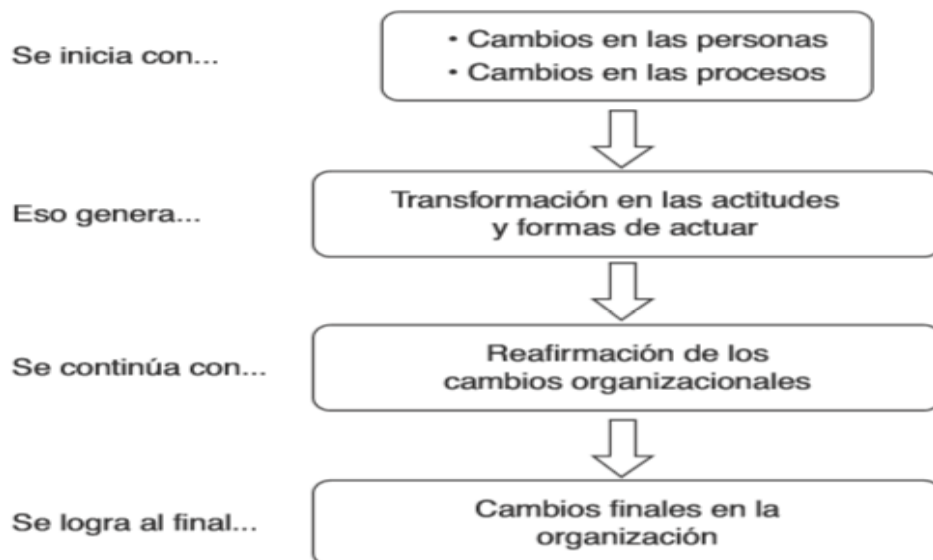 Se inicia con...
• Cambios en las personas
• Cambios en las procesos
Eso genera...
Transformación en las actitudes
y formas de actuar
Se continúa con...
Reafirmación de los
cambios organizacionales
Se logra al final...
Cambios finales en la
organización